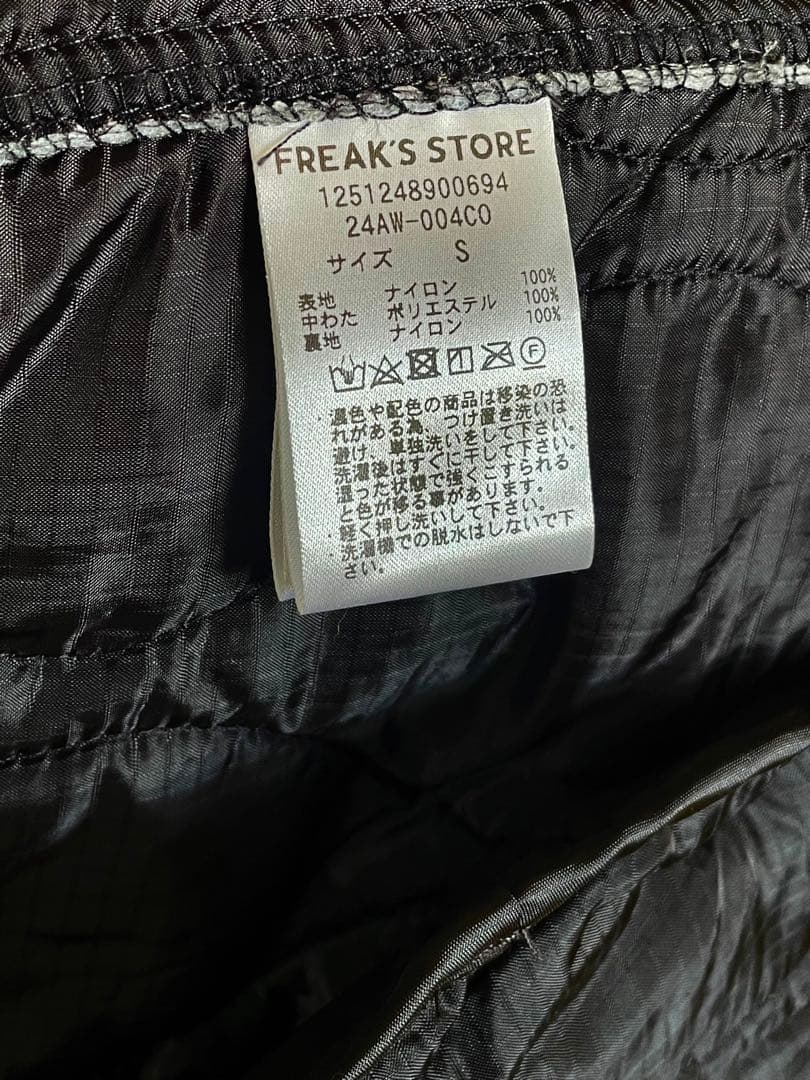 FREAK'S STORE
1251248900694
24AW-004CO
サイズ S
表地 ナイロン 100%
中わた ポリエステル 100%
裏地 ナイロン 100%
F
・濃色や配色の商品は移染の恐
れがある為、つけ置き洗いは
避け、単独洗いをして下さい。
洗濯後はすぐに干して下さい。
湿った状態で強くこすられる
と色が移る事があります。
・軽く押し洗いして下さい。
・洗濯機での脱水はしないで下
さい。